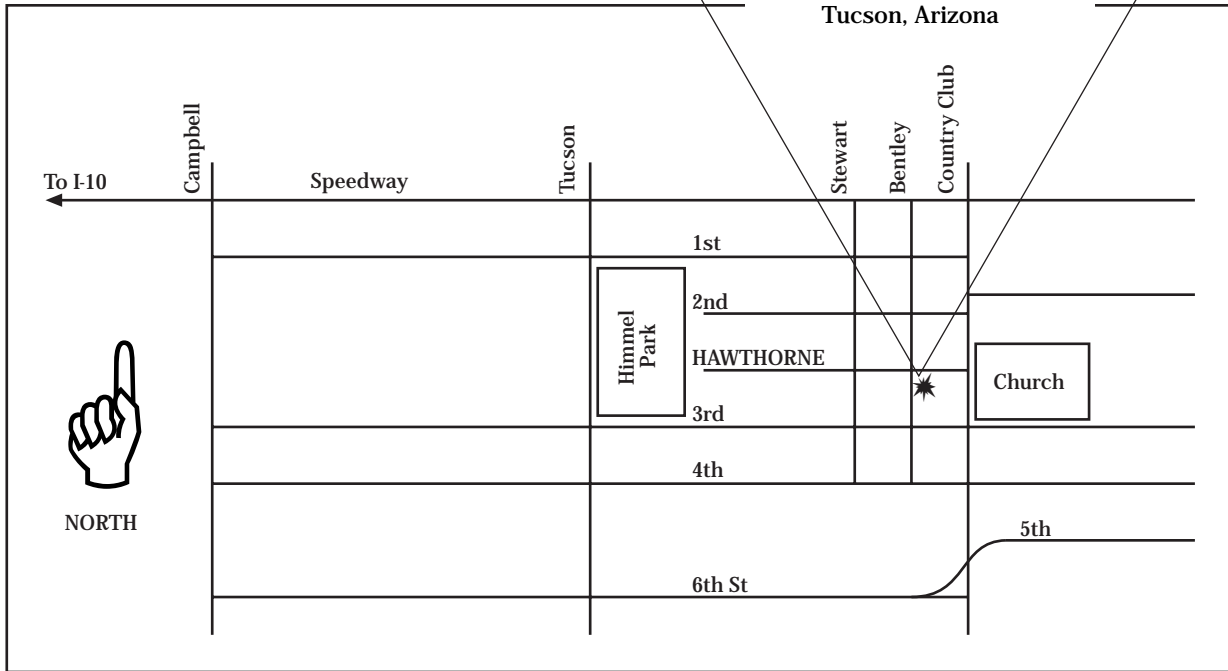 Tucson, Arizona
Campbell
Tucson
Stewart
Bentley
Country Club
To I-10
Speedway
1st
2nd
Himmel
Park
HAWTHORNE
Church
3rd
4th
NORTH
5th
6th St